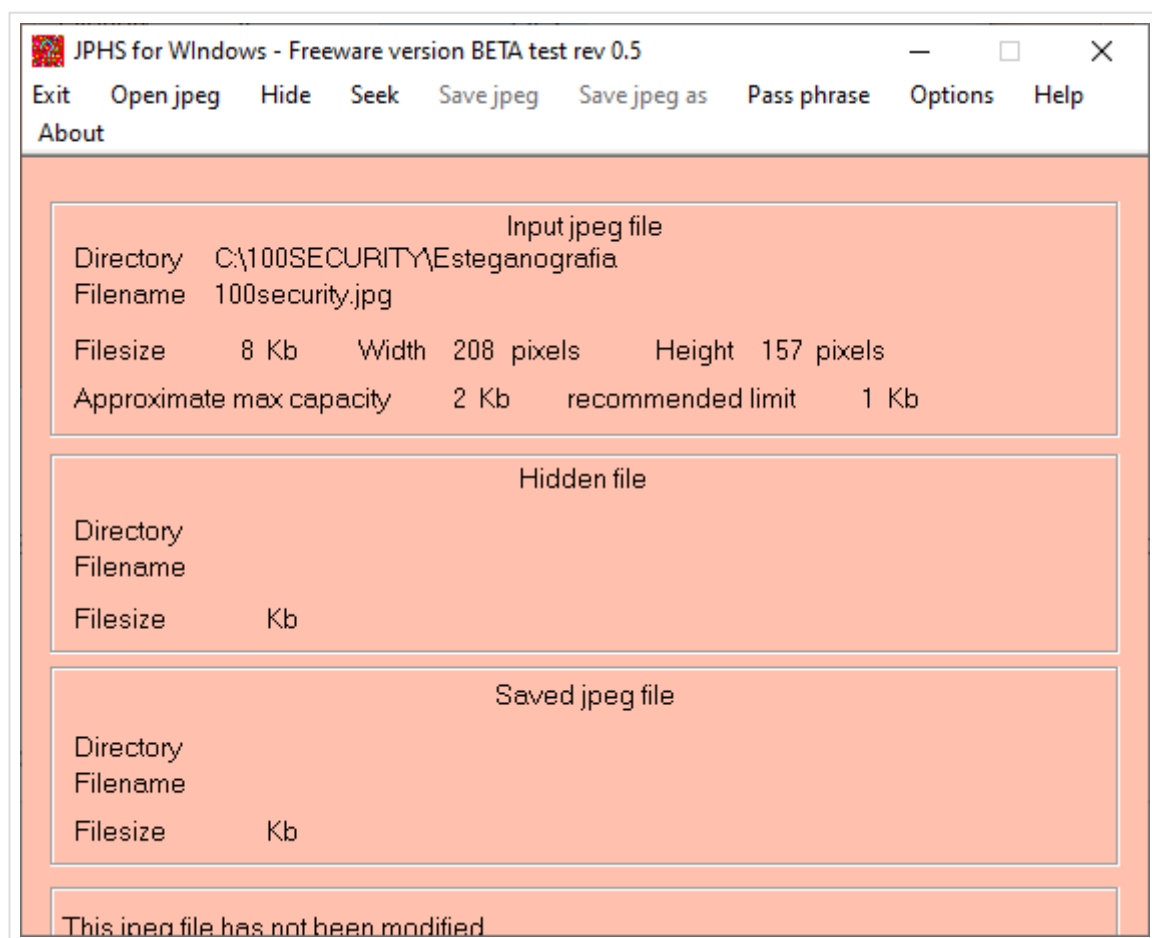 JPHS for WIndows - Freeware version BETA test rev 0.5
Exit Open jpeg Hide Seek Save jpeg Save jpeg as Pass phrase Options Help
About
Input jpeg file
Directory C:\100SECURITY\Esteganografia
Filename 100security.jpg
Filesize 8 Kb Width 208 pixels Height 157 pixels
Approximate max capacity 2 Kb recommended limit 1 Kb
Hidden file
Directory
Filename
Filesize Kb
Saved jpeg file
Directory
Filename
Filesize Kb
This jpeg file has not been modified